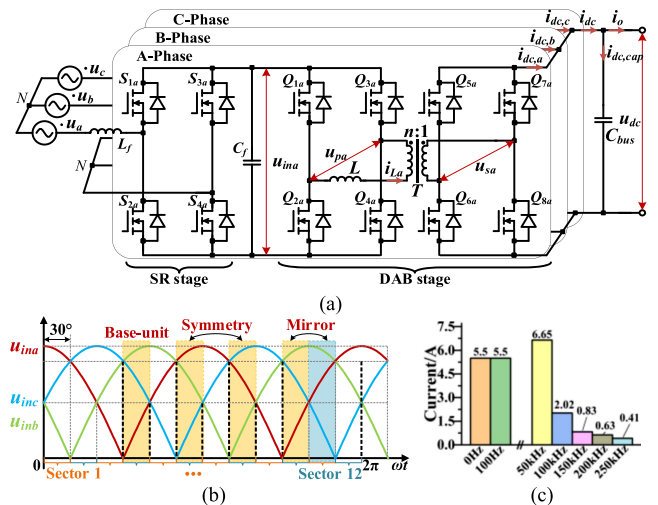 C-Phase
B-Phase
A-Phase
i_dc,c i_dc i_o
i_dc,b
i_dc,a
i_dc,cap
u_c
u_b
u_a
N
L_f
S_1a S_3a
S_2a S_4a
C_f
u_ina
Q_1a Q_3a Q_5a Q_7a
Q_2a Q_4a Q_6a Q_8a
u_pa
L
i_La
n:1
T
u_sa
u_dc
C_bus
SR stage
DAB stage
(a)
30°
Base-unit Symmetry Mirror
u_ina
u_inc
u_inb
0
2π ωt
Sector 1 ••• Sector 12
(b)
Current/A
7.5
6.0
4.5
3.0
1.5
0.0
5.5 5.5 6.65 2.02 0.83 0.63 0.41
0Hz 100Hz 50kHz 100kHz 150kHz 200kHz 250kHz
(c)